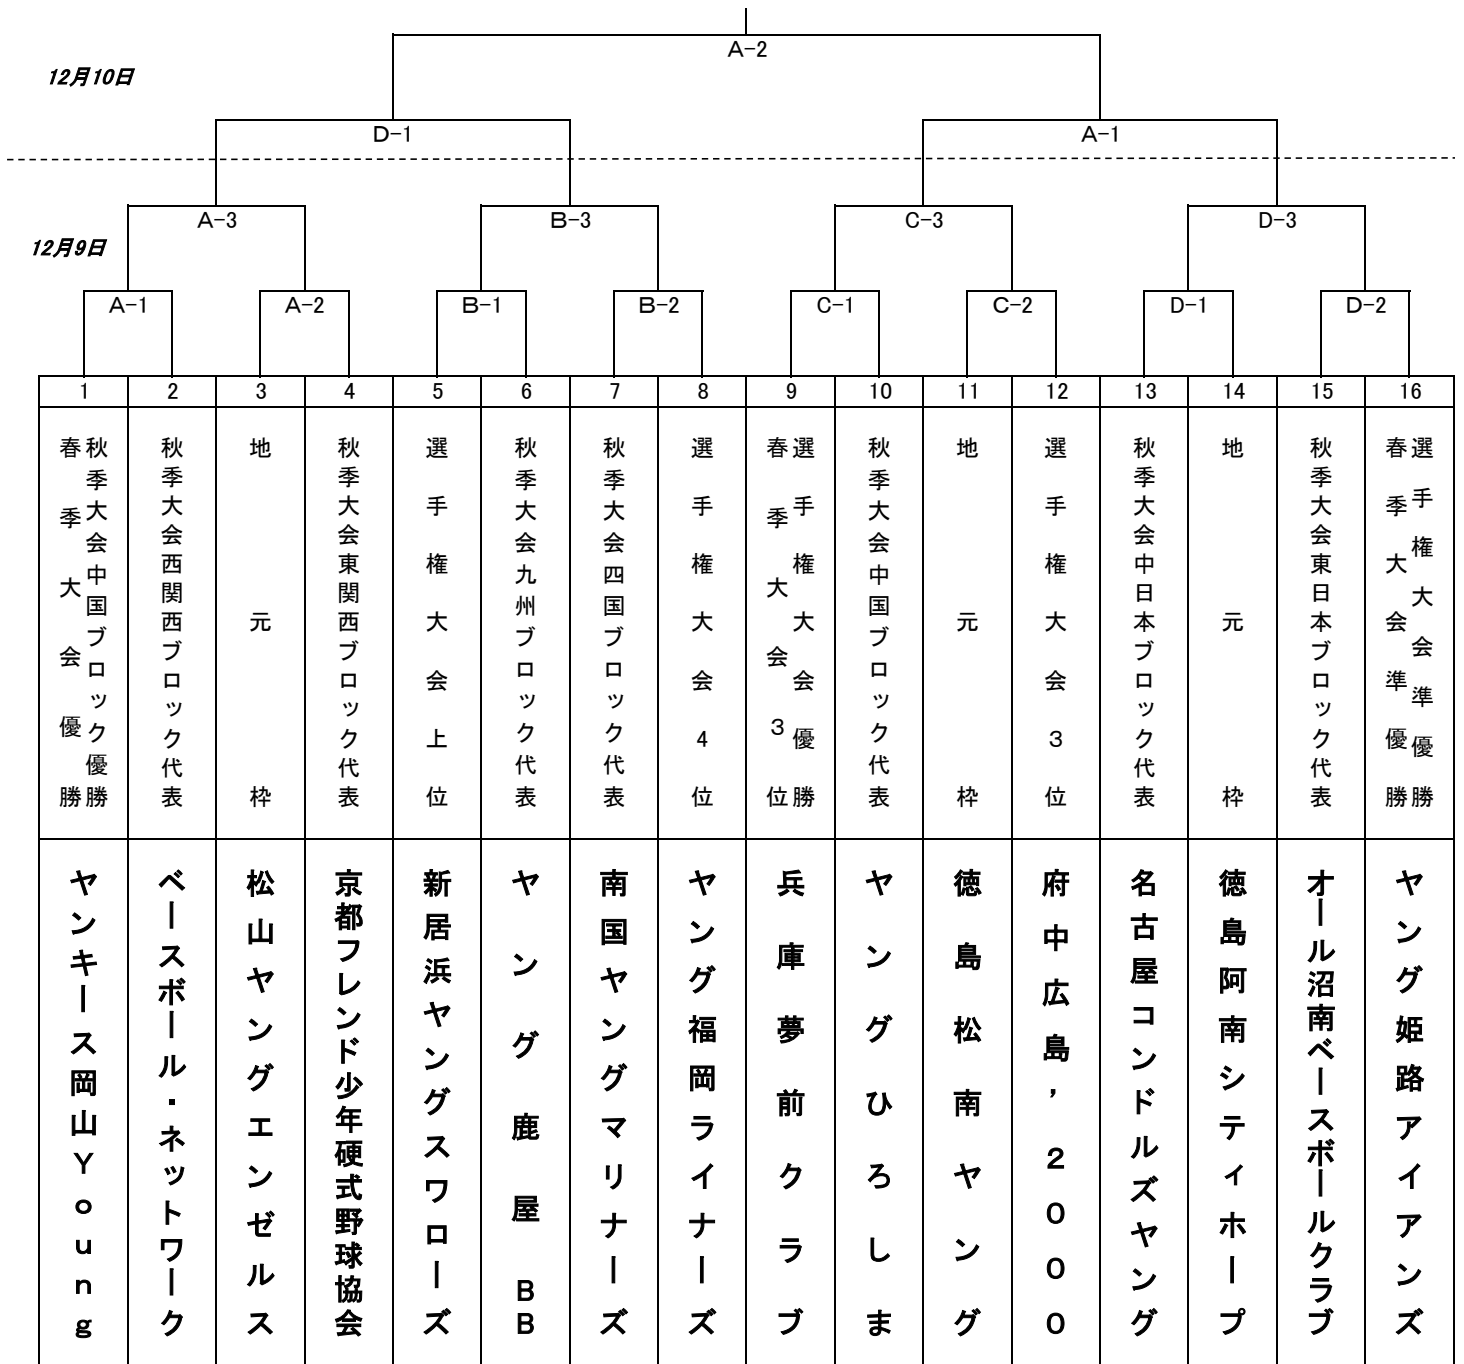 A-2
12月10日
D-1
A-1
A-3
B-3
C-3
D-3
12月9日
A-1
A-2
B-1
B-2
C-1
C-2
D-1
D-2
1
2
3
4
5
6
7
8
9
10
11
12
13
14
15
16
秋季大会中国ブロック優勝
春季大会優勝
秋季大会西関西ブロック代表
地元枠
秋季大会東関西ブロック代表
選手権大会上位
秋季大会九州ブロック代表
秋季大会四国ブロック代表
選手権大会4位
選手権大会優勝
春季大会3位
秋季大会中国ブロック代表
地元枠
選手権大会3位
秋季大会中日本ブロック代表
地元枠
秋季大会東日本ブロック代表
選手権大会準優勝
春季大会準優勝
ヤンキース岡山Young
ベースボール・ネットワーク
松山ヤングエンゼルス
京都フレンド少年硬式野球協会
新居浜ヤングスワローズ
ヤング鹿屋BB
南国ヤングマリナーズ
ヤング福岡ライナーズ
兵庫夢前クラブ
ヤングひろしま
徳島松南ヤング
府中広島’2000
名古屋コンドルズヤング
徳島阿南シティホープ
オール沼南ベースボールクラブ
ヤング姫路アイアンズ